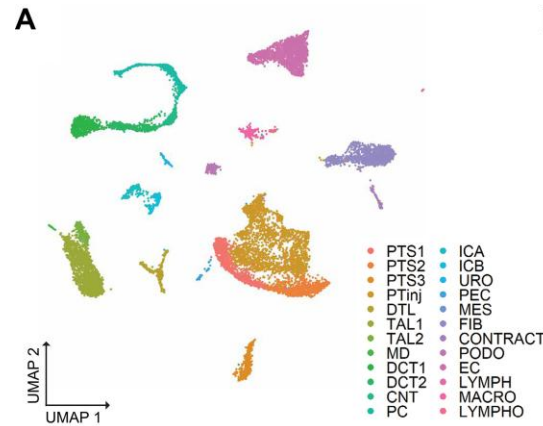 A
PTS1
PTS2
PTS3
PTinj
DTL
TAL1
TAL2
MD
DCT1
DCT2
CNT
PC
ICA
ICB
URO
PEC
MES
FIB
CONTRACT
PODO
EC
LYMPH
MACRO
LYMPHO
UMAP 2
UMAP 1